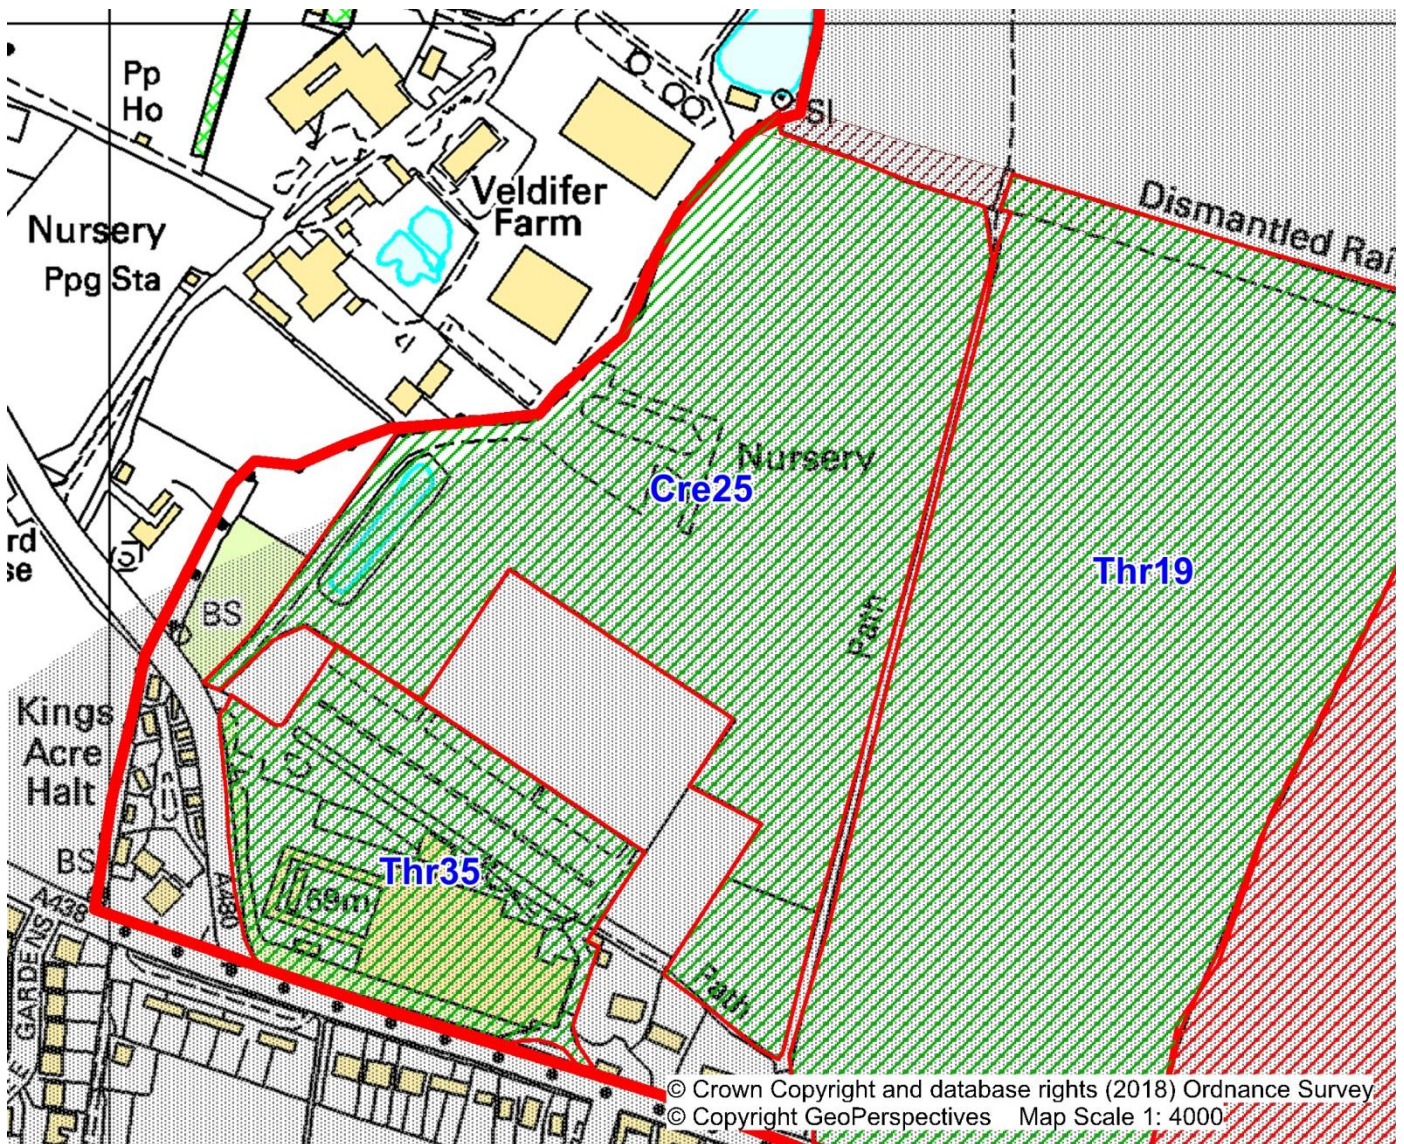 Pp
Ho
SI
Veldifer
Farm
Nursery
Ppg Sta
Dismantled Rai
Nursery
Cre25
Thr19
rd
se
BS
Path
Kings
Acre
Halt
Thr35
69m
BS
A438
A480
GARDENS
Path
© Crown Copyright and database rights (2018) Ordnance Survey
© Copyright GeoPerspectives Map Scale 1: 4000